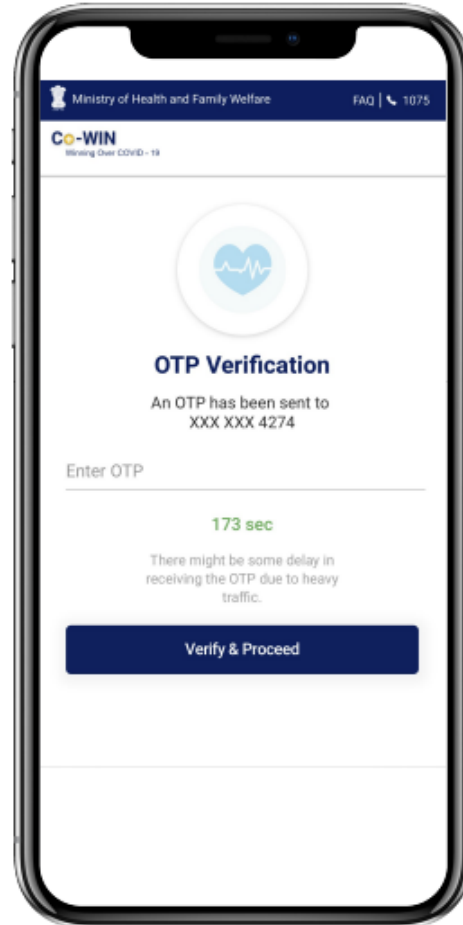 Ministry of Health and Family Welfare FAQ | 1075
Co-WIN
Winning Over COVID - 19
OTP Verification
An OTP has been sent to
XXX XXX 4274
Enter OTP
173 sec
There might be some delay in
receiving the OTP due to heavy
traffic.
Verify & Proceed